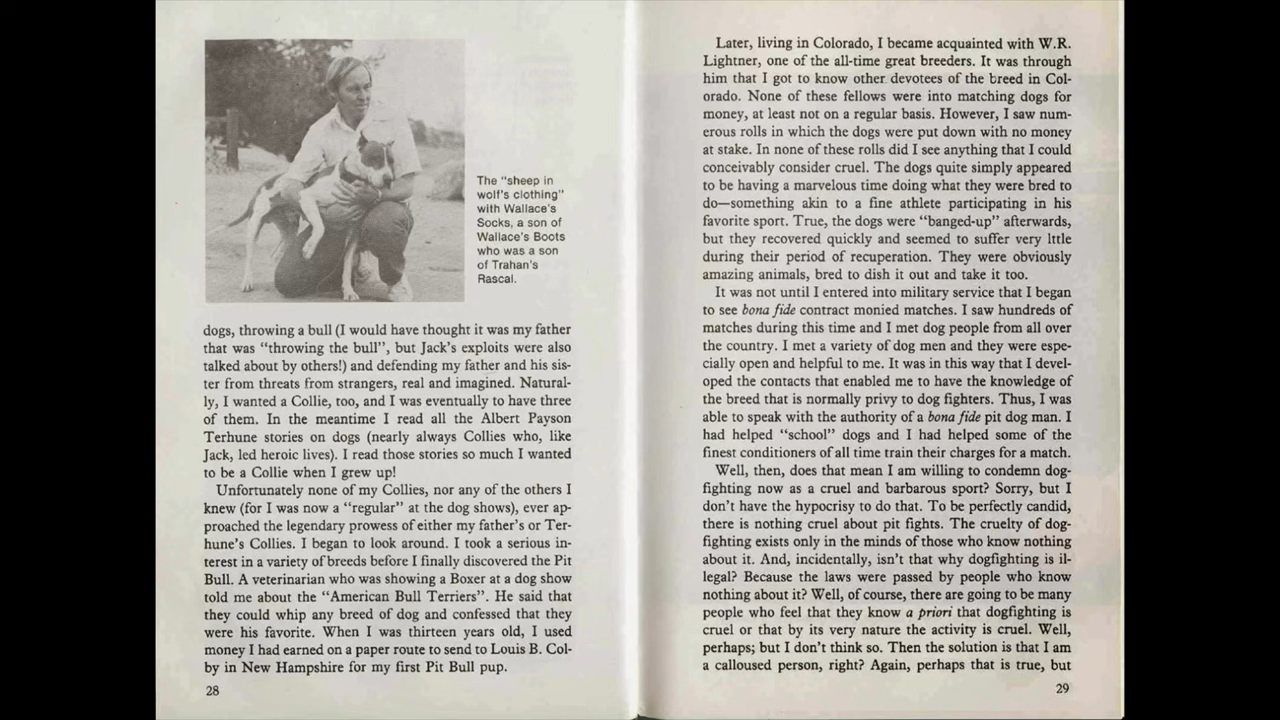 The "sheep in
wolf's clothing"
with Wallace's
Socks, a son of
Wallace's Boots
who was a son
of Trahan's
Rascal.
dogs, throwing a bull (I would have thought it was my father
that was "throwing the bull", but Jack's exploits were also
talked about by others!) and defending my father and his sis-
ter from threats from strangers, real and imagined. Natural-
ly, I wanted a Collie, too, and I was eventually to have three
of them. In the meantime I read all the Albert Payson
Terhune stories on dogs (nearly always Collies who, like
Jack, led heroic lives). I read those stories so much I wanted
to be a Collie when I grew up!
Unfortunately none of my Collies, nor any of the others I
knew (for I was now a "regular" at the dog shows), ever ap-
proached the legendary prowess of either my father's or Ter-
hune's Collies. I began to look around. I took a serious in-
terest in a variety of breeds before I finally discovered the Pit
Bull. A veterinarian who was showing a Boxer at a dog show
told me about the "American Bull Terriers". He said that
they could whip any breed of dog and confessed that they
were his favorite. When I was thirteen years old, I used
money I had earned on a paper route to send to Louis B. Col-
by in New Hampshire for my first Pit Bull pup.
28
Later, living in Colorado, I became acquainted with W.R.
Lightner, one of the all-time great breeders. It was through
him that I got to know other devotees of the breed in Col-
orado. None of these fellows were into matching dogs for
money, at least not on a regular basis. However, I saw num-
erous rolls in which the dogs were put down with no money
at stake. In none of these rolls did I see anything that I could
conceivably consider cruel. The dogs quite simply appeared
to be having a marvelous time doing what they were bred to
do—something akin to a fine athlete participating in his
favorite sport. True, the dogs were "banged-up" afterwards,
but they recovered quickly and seemed to suffer very lttle
during their period of recuperation. They were obviously
amazing animals, bred to dish it out and take it too.
It was not until I entered into military service that I began
to see bona fide contract monied matches. I saw hundreds of
matches during this time and I met dog people from all over
the country. I met a variety of dog men and they were espe-
cially open and helpful to me. It was in this way that I devel-
oped the contacts that enabled me to have the knowledge of
the breed that is normally privy to dog fighters. Thus, I was
able to speak with the authority of a bona fide pit dog man. I
had helped "school" dogs and I had helped some of the
finest conditioners of all time train their charges for a match.
Well, then, does that mean I am willing to condemn dog-
fighting now as a cruel and barbarous sport? Sorry, but I
don't have the hypocrisy to do that. To be perfectly candid,
there is nothing cruel about pit fights. The cruelty of dog-
fighting exists only in the minds of those who know nothing
about it. And, incidentally, isn't that why dogfighting is il-
legal? Because the laws were passed by people who know
nothing about it? Well, of course, there are going to be many
people who feel that they know a priori that dogfighting is
cruel or that by its very nature the activity is cruel. Well,
perhaps; but I don't think so. Then the solution is that I am
a calloused person, right? Again, perhaps that is true, but
29